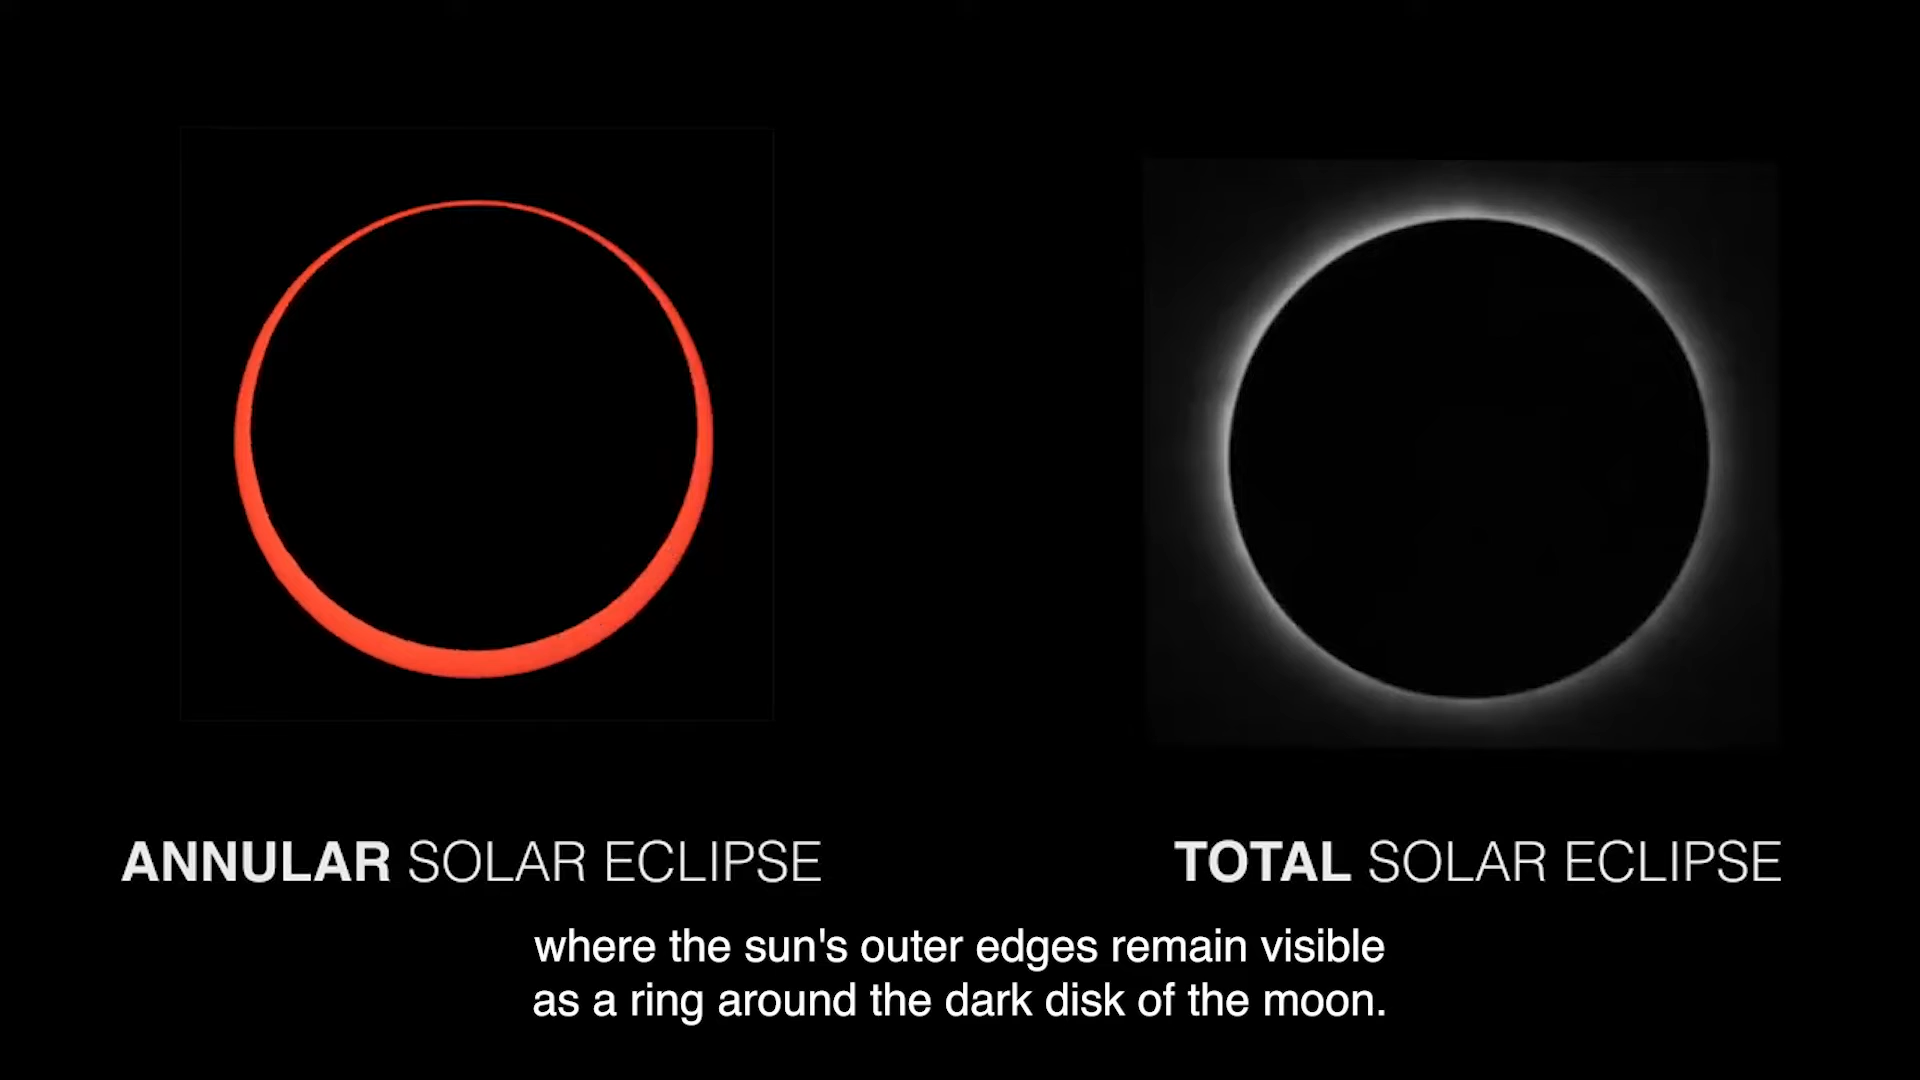 ANNULAR SOLAR ECLIPSE
TOTAL SOLAR ECLIPSE
where the sun's outer edges remain visible
as a ring around the dark disk of the moon.